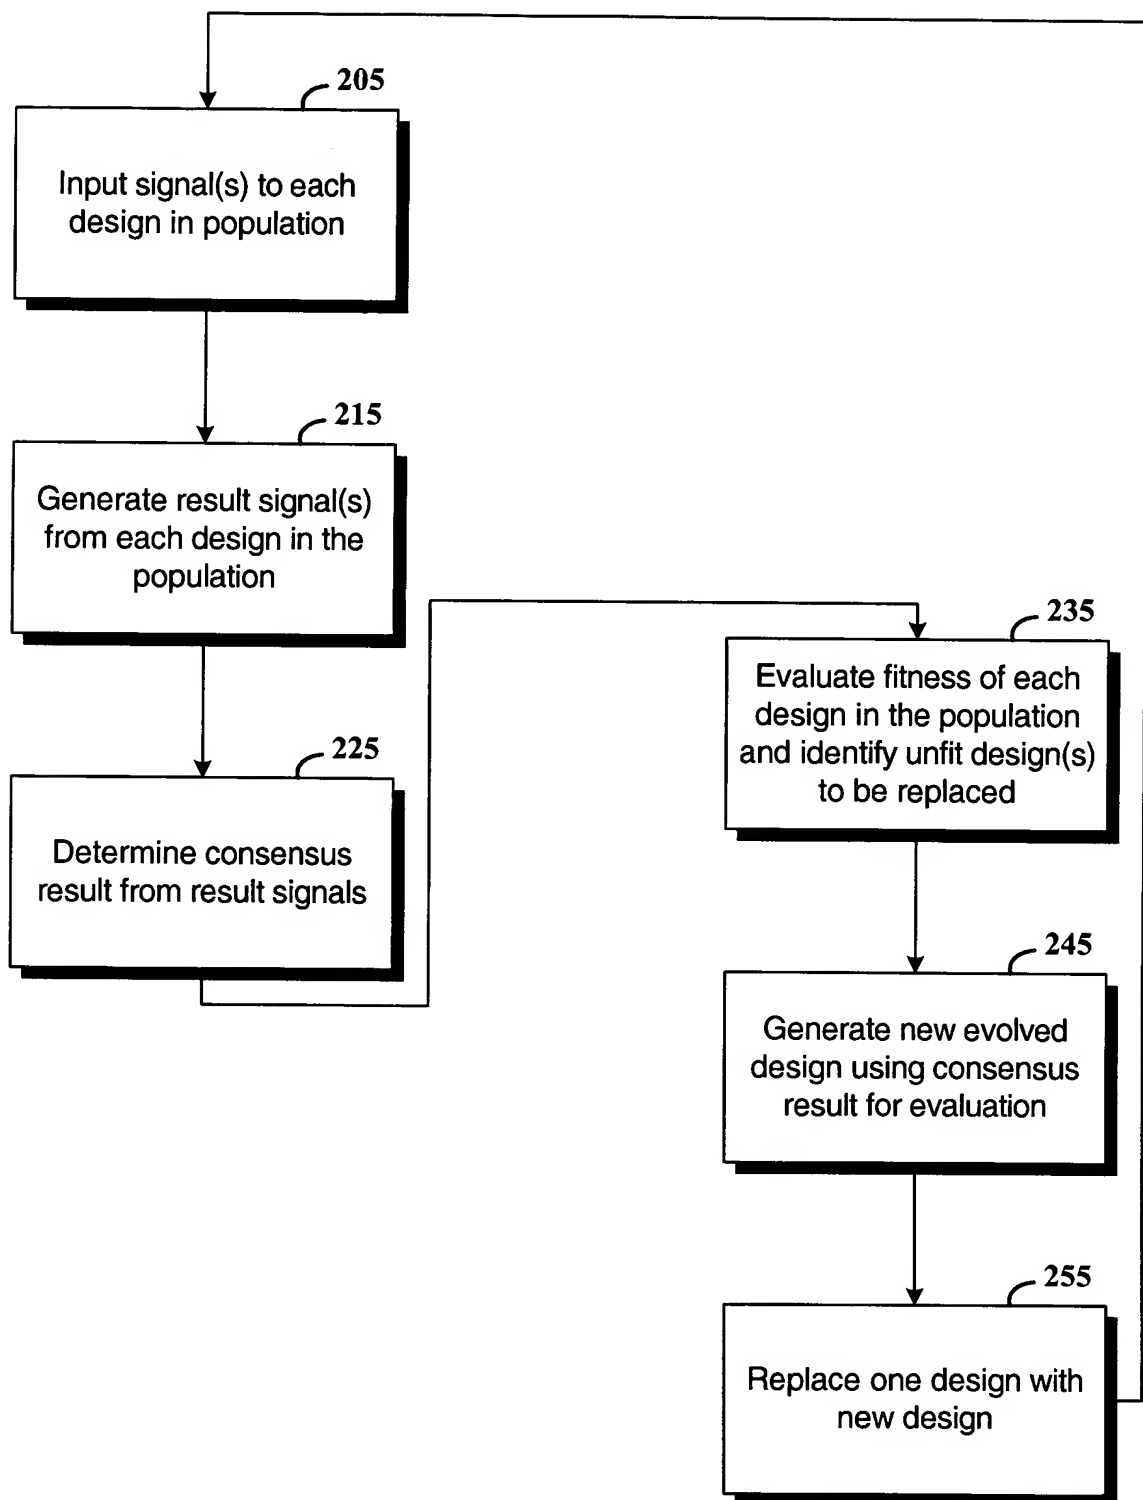 205
Input signal(s) to each
design in population
215
Generate result signal(s)
from each design in the
population
225
Determine consensus
result from result signals
235
Evaluate fitness of each
design in the population
and identify unfit design(s)
to be replaced
245
Generate new evolved
design using consensus
result for evaluation
255
Replace one design with
new design